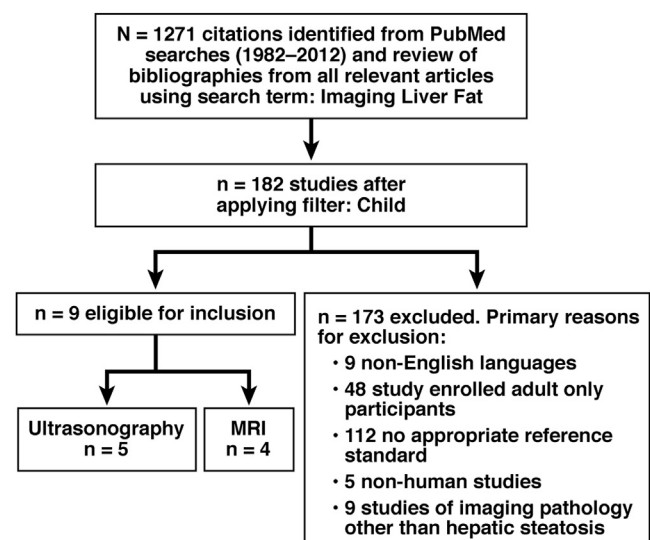 N = 1271 citations identified from PubMed
searches (1982–2012) and review of
bibliographies from all relevant articles
using search term: Imaging Liver Fat
n = 182 studies after
applying filter: Child
n = 9 eligible for inclusion
Ultrasonography
n = 5
MRI
n = 4
n = 173 excluded. Primary reasons
for exclusion:
• 9 non-English languages
• 48 study enrolled adult only
participants
• 112 no appropriate reference
standard
• 5 non-human studies
• 9 studies of imaging pathology
other than hepatic steatosis